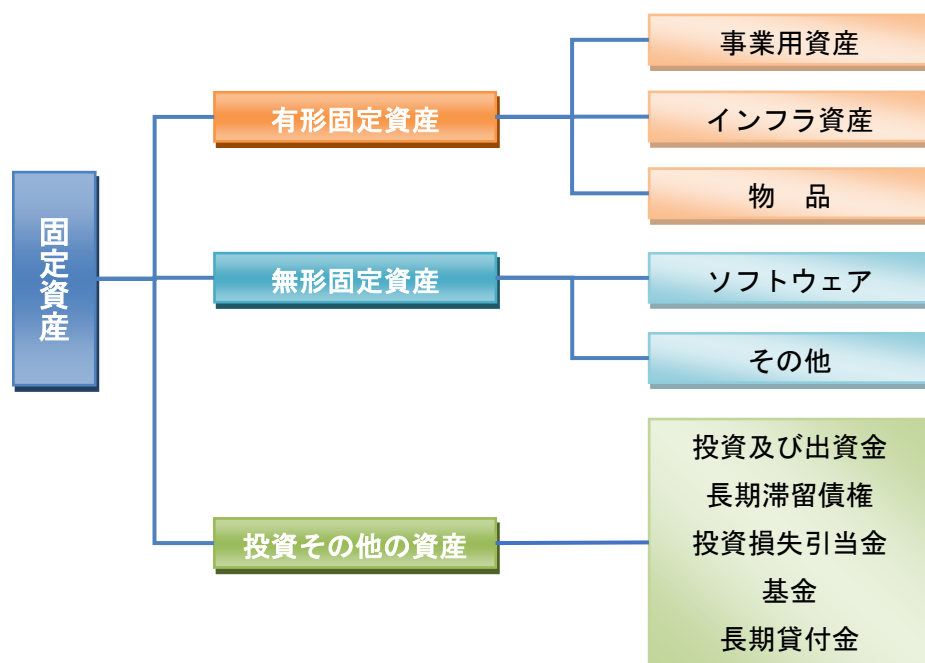 固定資産
有形固定資産
事業用資産
インフラ資産
物　品
無形固定資産
ソフトウェア
その他
投資その他の資産
投資及び出資金
長期滞留債権
投資損失引当金
基金
長期貸付金